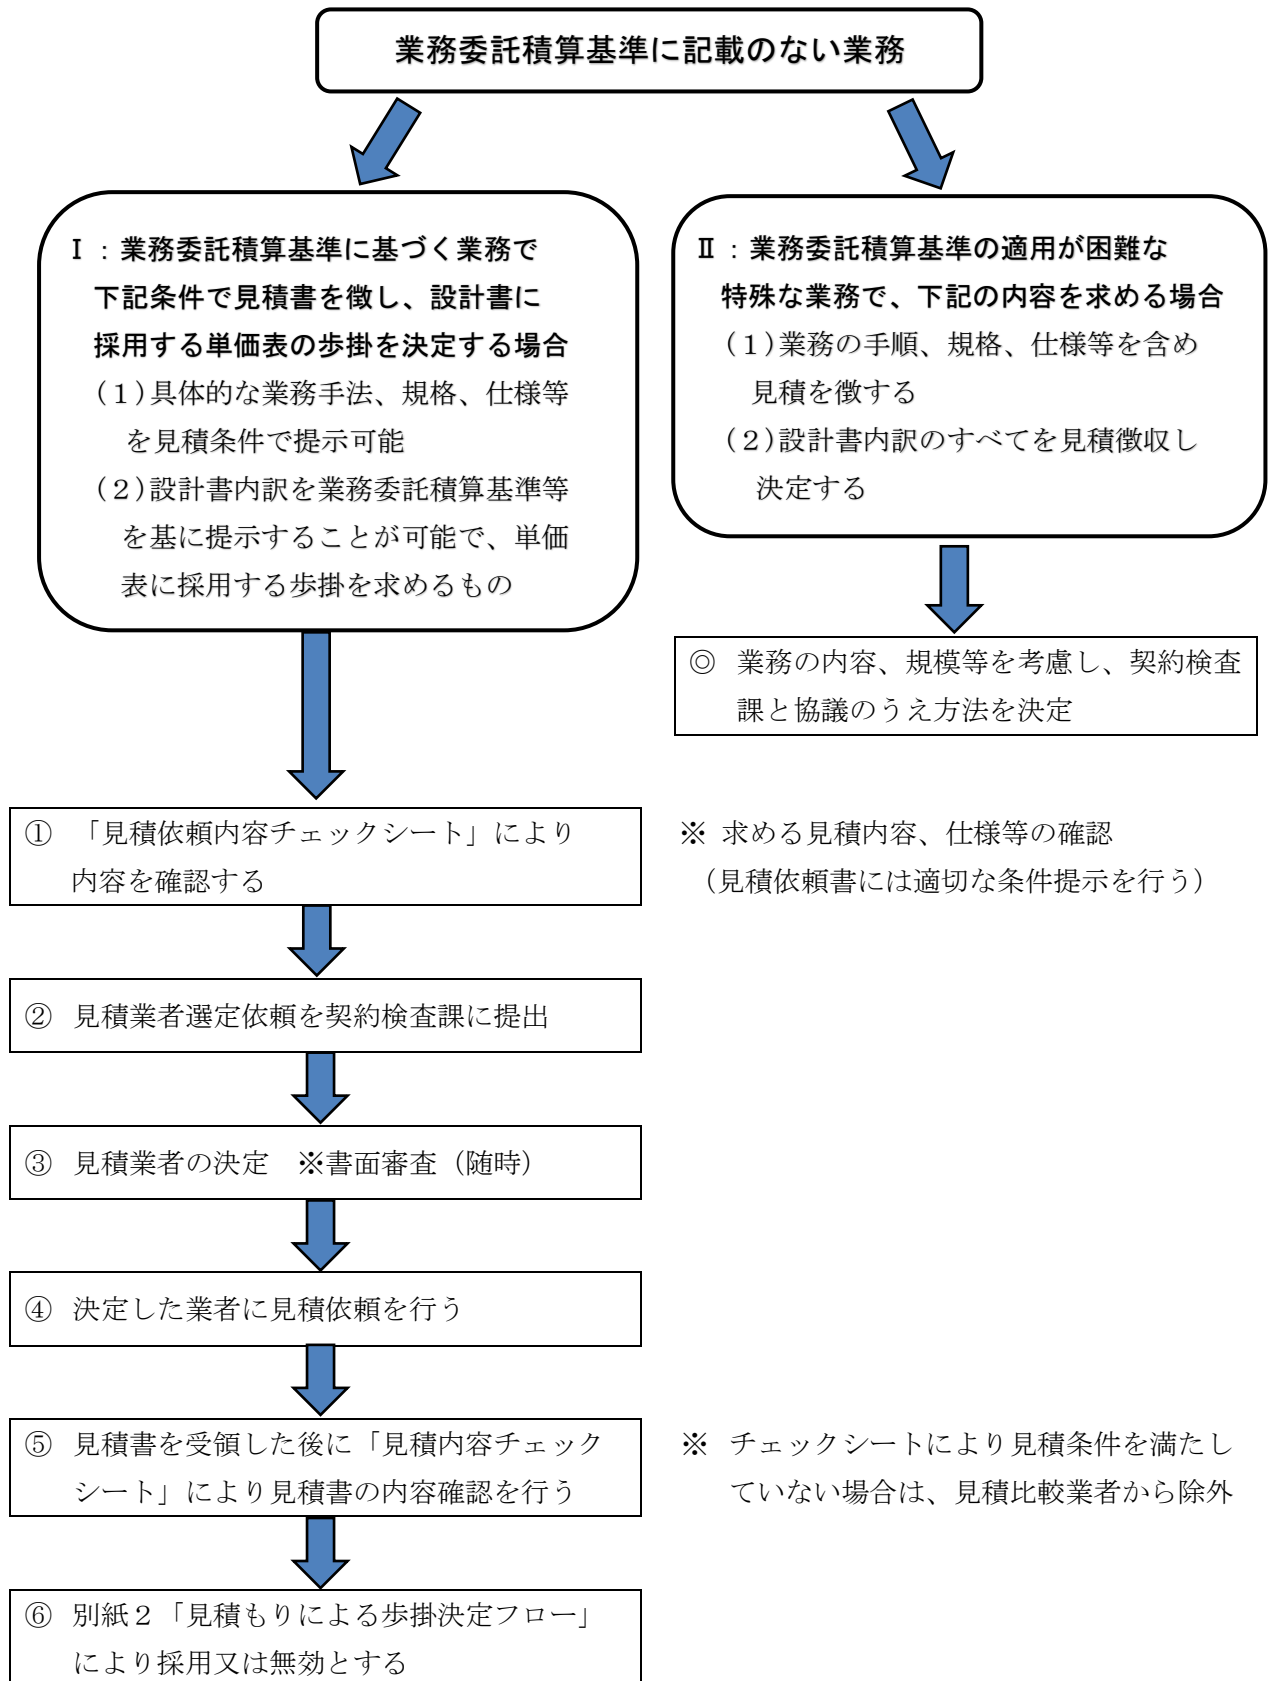 業務委託積算基準に記載のない業務
Ⅰ：業務委託積算基準に基づく業務で
下記条件で見積書を徴し、設計書に
採用する単価表の歩掛を決定する場合
（１）具体的な業務手法、規格、仕様等
を見積条件で提示可能
（２）設計書内訳を業務委託積算基準等
を基に提示することが可能で、単価
表に採用する歩掛を求めるもの
Ⅱ：業務委託積算基準の適用が困難な
特殊な業務で、下記の内容を求める場合
（１）業務の手順、規格、仕様等を含め
見積を徴する
（２）設計書内訳のすべてを見積徴収し
決定する
◎ 業務の内容、規模等を考慮し、契約検査
課と協議のうえ方法を決定
① 「見積依頼内容チェックシート」により
内容を確認する
※ 求める見積内容、仕様等の確認
（見積依頼書には適切な条件提示を行う）
② 見積業者選定依頼を契約検査課に提出
③ 見積業者の決定　※書面審査（随時）
④ 決定した業者に見積依頼を行う
⑤ 見積書を受領した後に「見積内容チェック
シート」により見積書の内容確認を行う
※ チェックシートにより見積条件を満たし
ていない場合は、見積比較業者から除外
⑥ 別紙２「見積もりによる歩掛決定フロー」
により採用又は無効とする